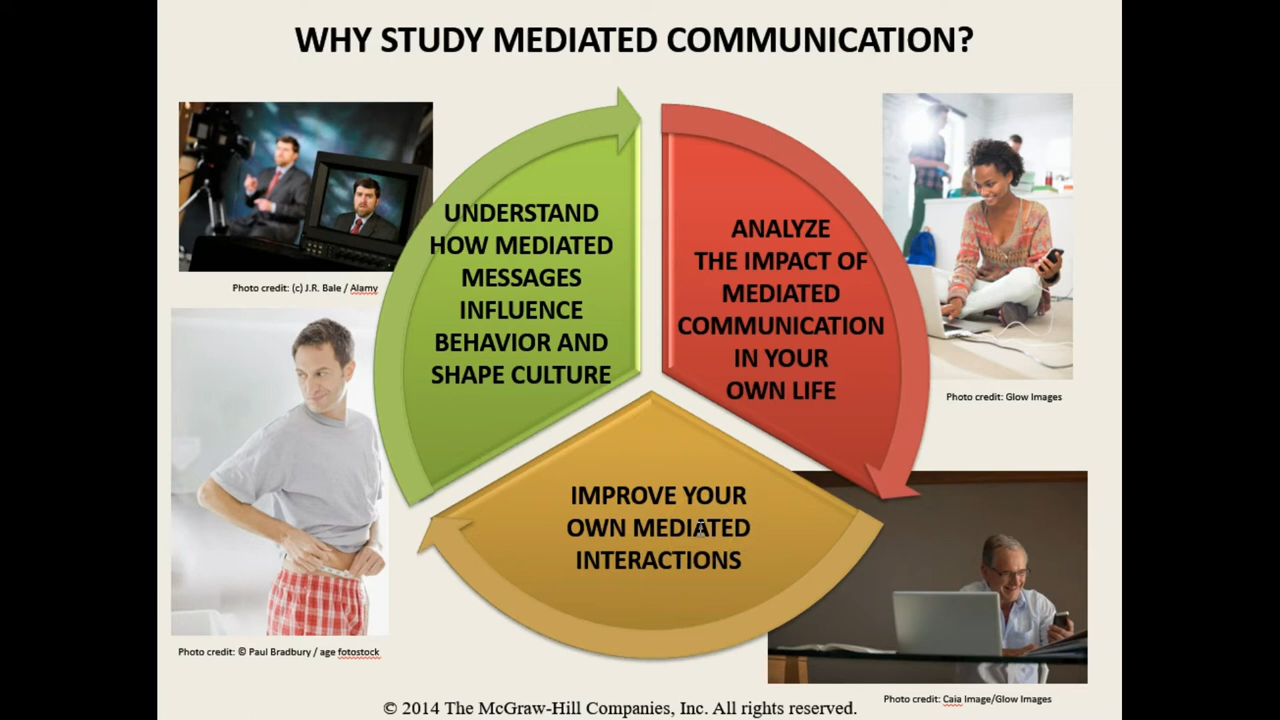 WHY STUDY MEDIATED COMMUNICATION?
UNDERSTAND
HOW MEDIATED
MESSAGES
INFLUENCE
BEHAVIOR AND
SHAPE CULTURE
ANALYZE
THE IMPACT OF
MEDIATED
COMMUNICATION
IN YOUR
OWN LIFE
IMPROVE YOUR
OWN MEDIATED
INTERACTIONS
Photo credit: (c) J.R. Bale / Alamy
Photo credit: Glow Images
Photo credit: © Paul Bradbury / age fotostock
Photo credit: Caia Image/Glow Images
© 2014 The McGraw-Hill Companies, Inc. All rights reserved.